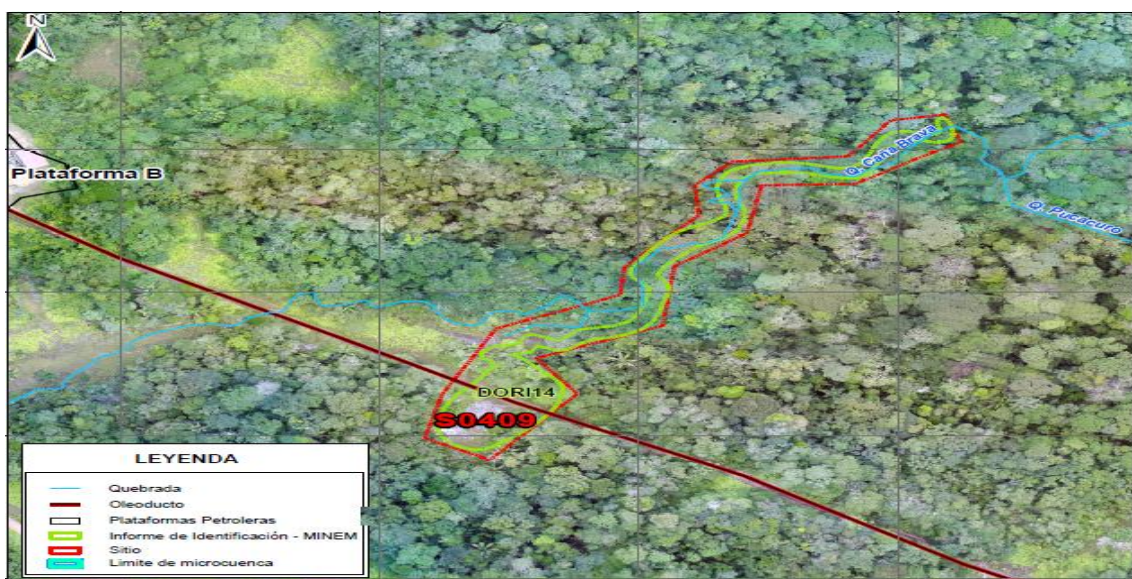 N
Plataforma B
Q. Caña Brava
Q. Pucacuro
DORI14
S0409
LEYENDA
Quebrada
Oleoducto
Plataformas Petroleras
Informe de Identificación - MINEM
Sitio
Limite de microcuenca